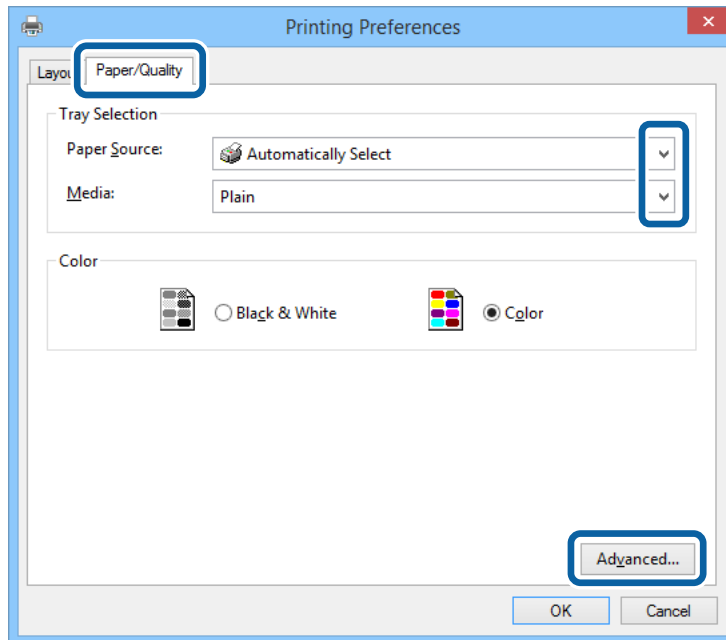 Printing Preferences
Layou Paper/Quality
Tray Selection
Paper Source: Automatically Select
Media: Plain
Color
Black & White Color
Advanced...
OK Cancel